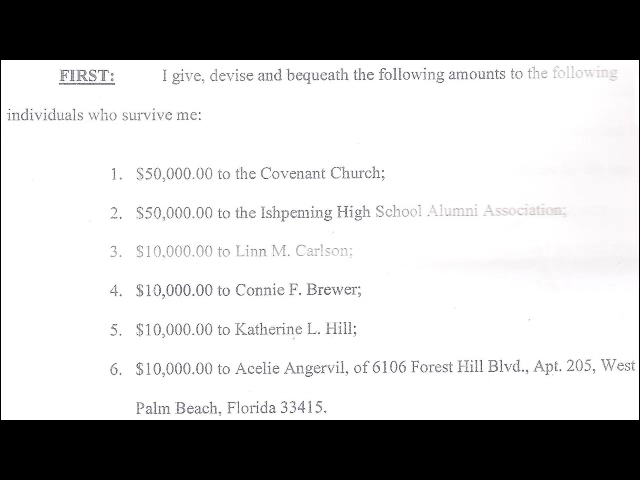 FIRST: I give, devise and bequeath the following amounts to the following
individuals who survive me:
1. $50,000.00 to the Covenant Church;
2. $50,000.00 to the Ishpeming High School Alumni Association;
3. $10,000.00 to Linn M. Carlson;
4. $10,000.00 to Connie F. Brewer;
5. $10,000.00 to Katherine L. Hill;
6. $10,000.00 to Acelie Angervil, of 6106 Forest Hill Blvd., Apt. 205, West
Palm Beach, Florida 33415.